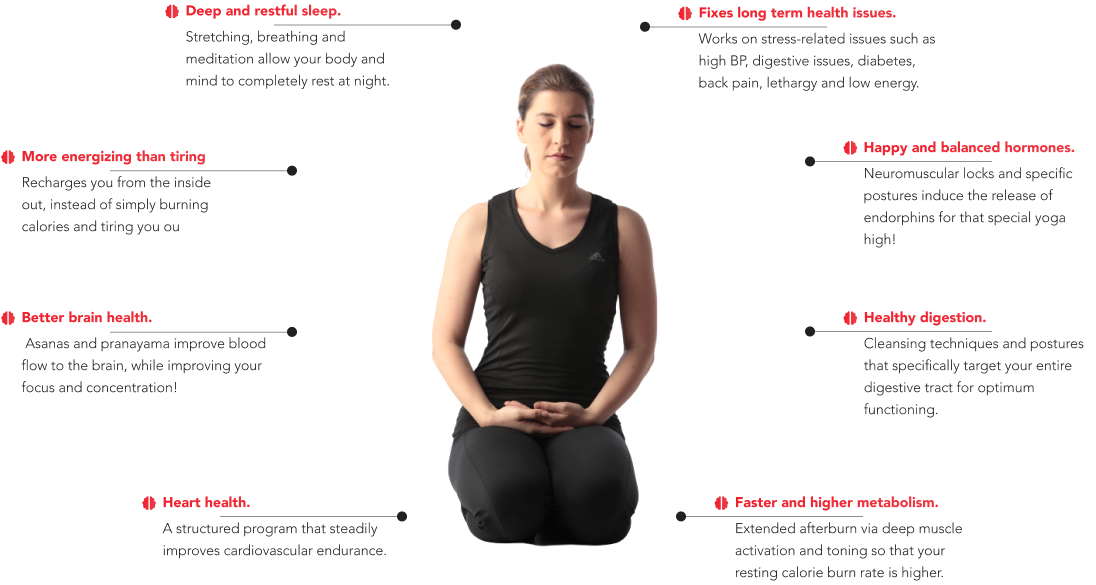 Deep and restful sleep.
Stretching, breathing and
meditation allow your body and
mind to completely rest at night.
Fixes long term health issues.
Works on stress-related issues such as
high BP, digestive issues, diabetes,
back pain, lethargy and low energy.
More energizing than tiring
Recharges you from the inside
out, instead of simply burning
calories and tiring you ou
Happy and balanced hormones.
Neuromuscular locks and specific
postures induce the release of
endorphins for that special yoga
high!
Better brain health.
Asanas and pranayama improve blood
flow to the brain, while improving your
focus and concentration!
Healthy digestion.
Cleansing techniques and postures
that specifically target your entire
digestive tract for optimum
functioning.
Heart health.
A structured program that steadily
improves cardiovascular endurance.
Faster and higher metabolism.
Extended afterburn via deep muscle
activation and toning so that your
resting calorie burn rate is higher.